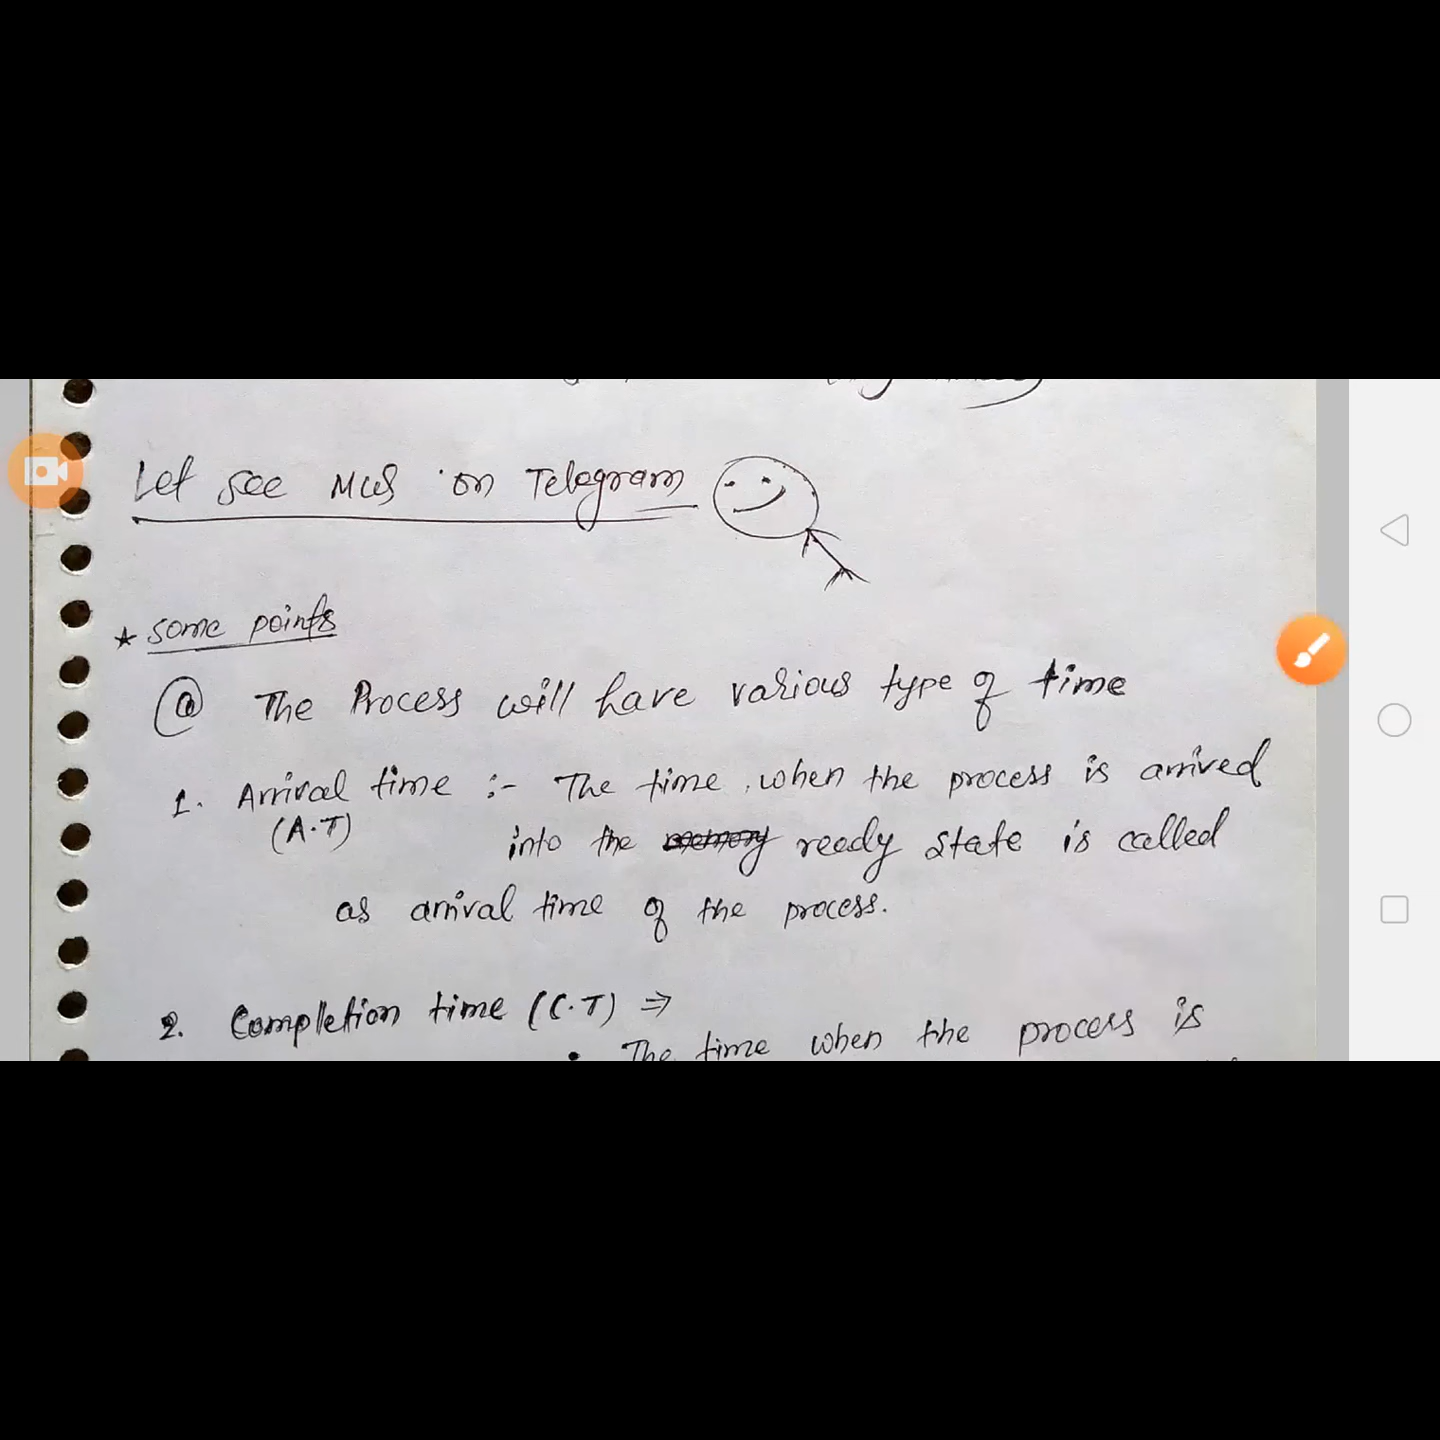 Let see MCQ on Telegram
★ some points
@ The Process will have various type of time
1. Arrival time :- The time when the process is arrived
(A.T) into the memory ready state is called
as arrival time of the process.
2. Completion time (C.T) ⇒
• The time when the process is